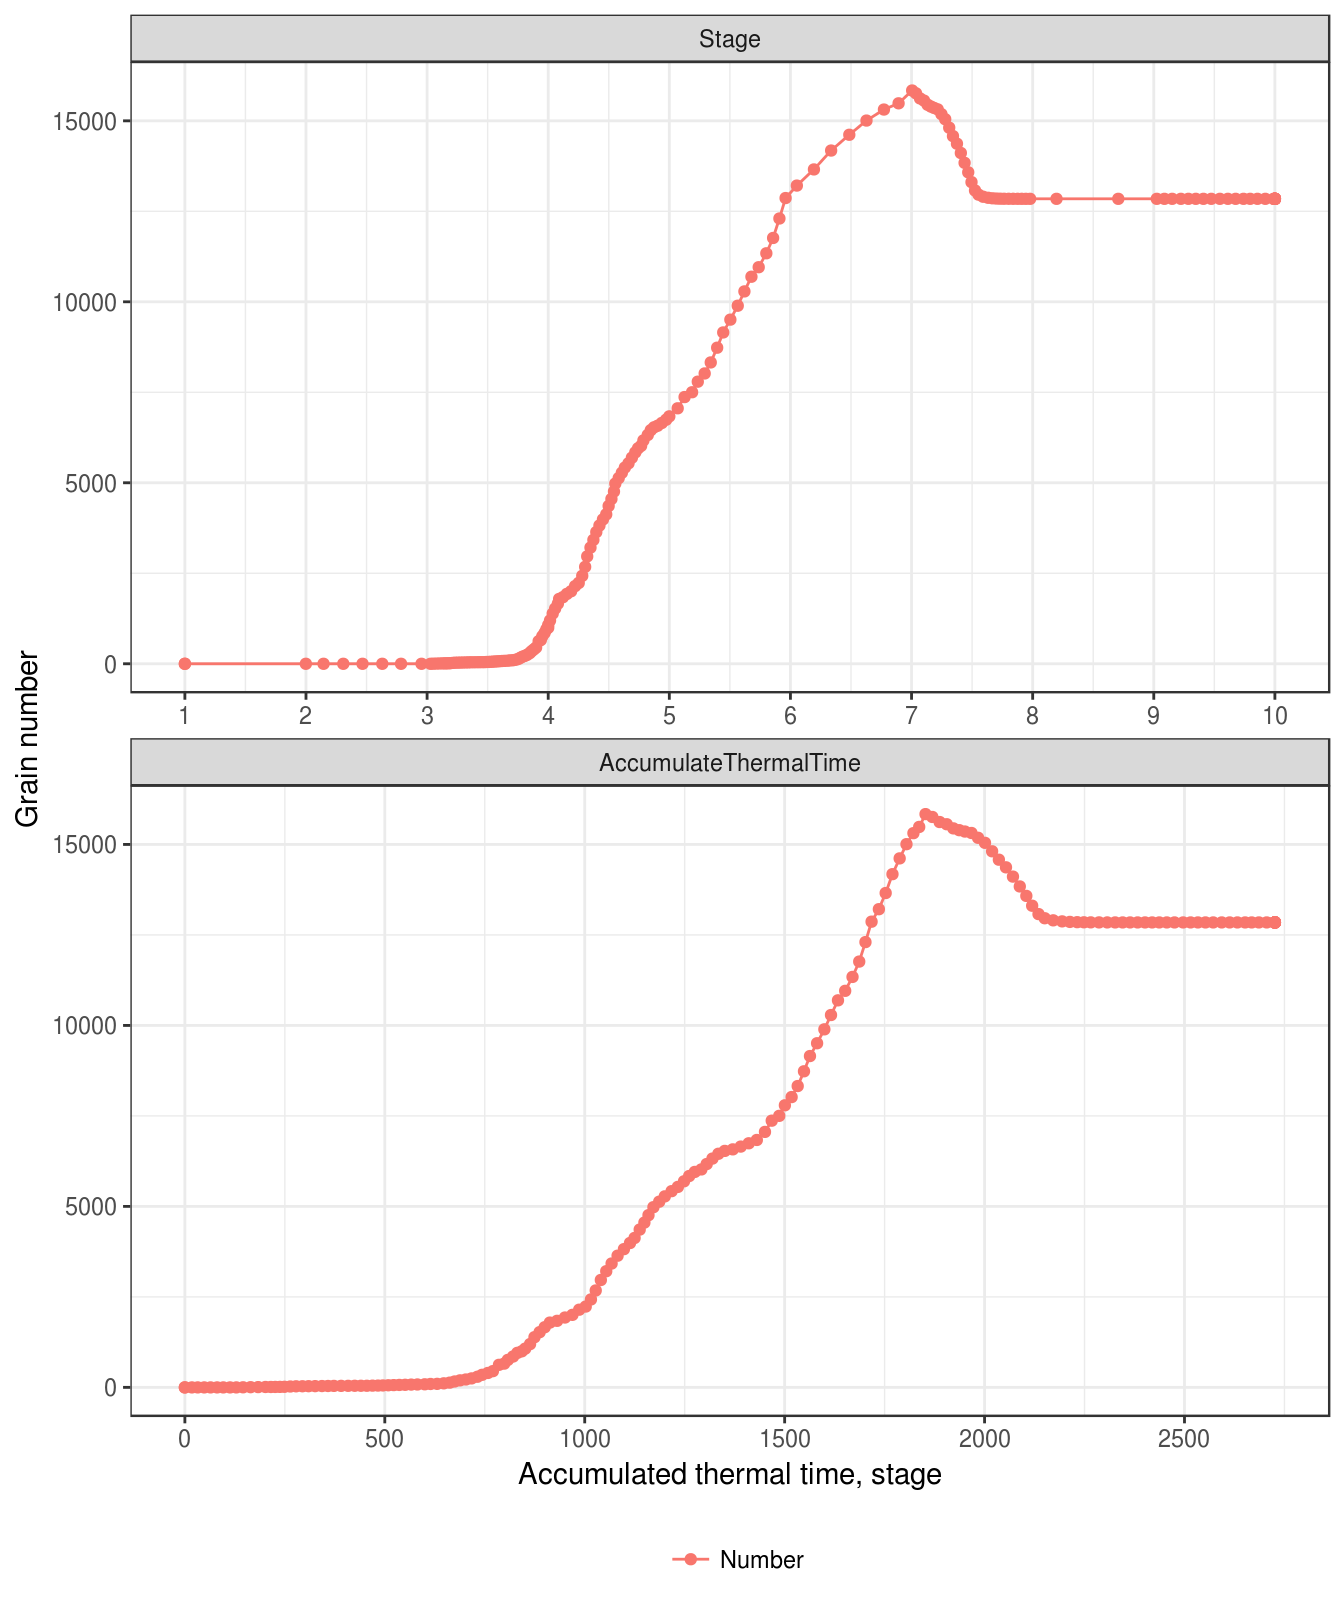 Stage
15000
10000
5000
0
1 2 3 4 5 6 7 8 9 10
Grain number
AccumulateThermalTime
15000
10000
5000
0
0 500 1000 1500 2000 2500
Accumulated thermal time, stage
Number